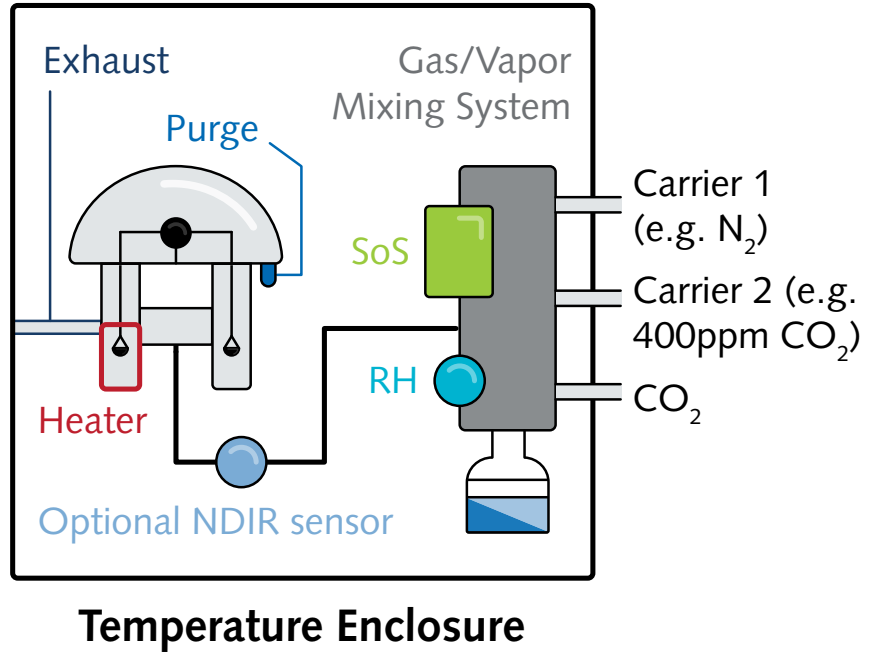 Exhaust
Gas/Vapor
Mixing System
Purge
Carrier 1
(e.g. N₂)
SoS
Carrier 2 (e.g.
400ppm CO₂)
RH
CO₂
Heater
Optional NDIR sensor
Temperature Enclosure